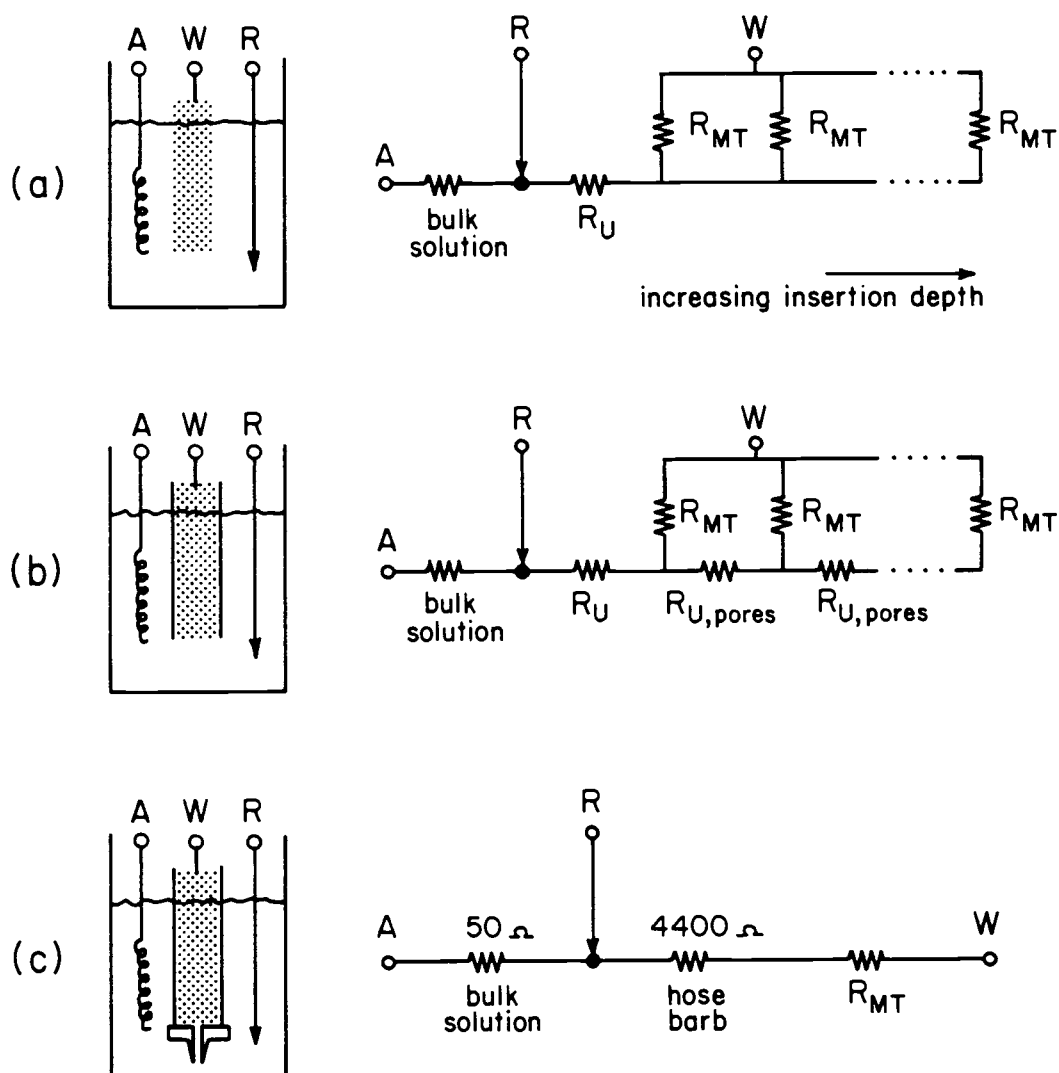 A W R
R
W
(a)
R_MT R_MT R_MT
A
bulk
solution
R_U
increasing insertion depth
A W R
R
W
(b)
R_MT R_MT R_MT
A
bulk
solution
R_U
R_U,pores R_U,pores
A W R
R
(c)
A
50 Ω
4400 Ω
W
bulk
solution
hose
barb
R_MT